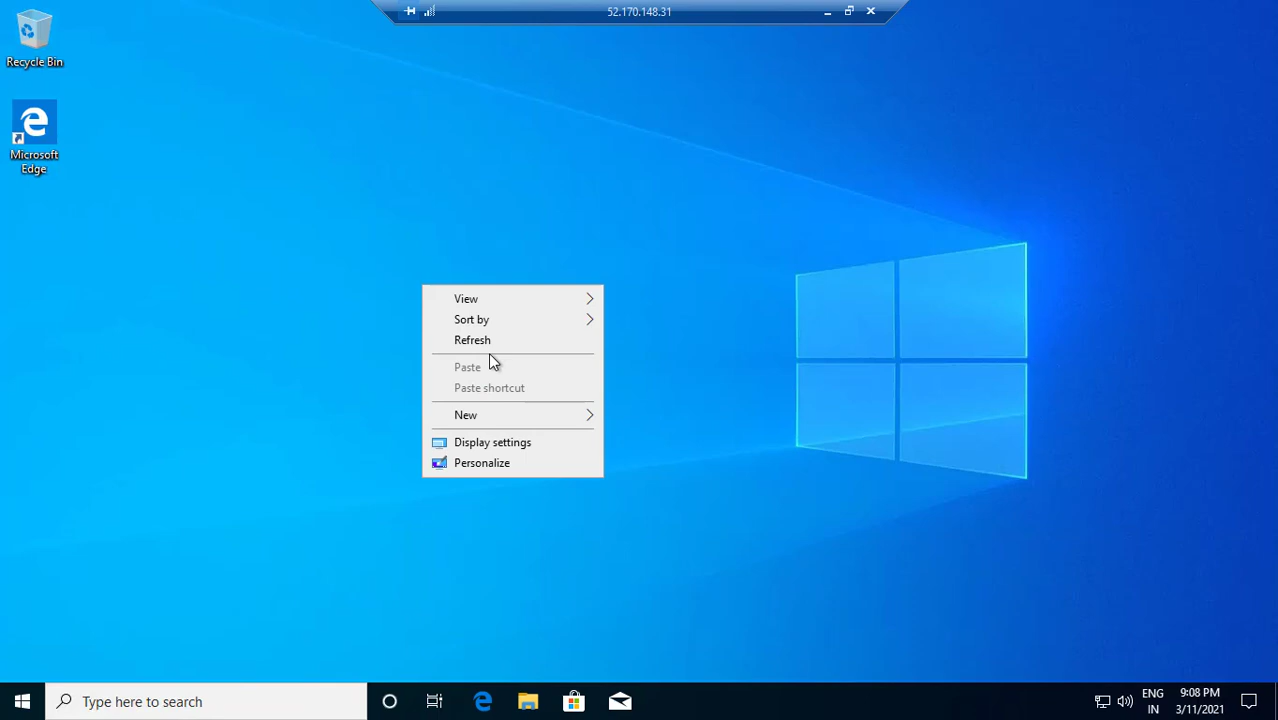 52.170.148.31
Recycle Bin
Microsoft
Edge
View
Sort by
Refresh
Paste
Paste shortcut
New
Display settings
Personalize
Type here to search
ENG
IN
9:08 PM
3/11/2021